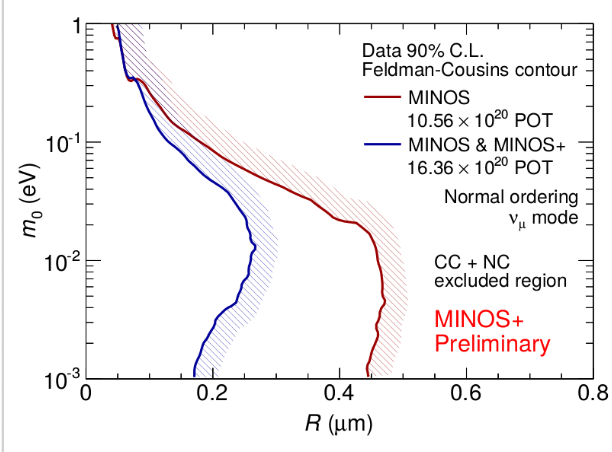 Data 90% C.L.
Feldman-Cousins contour
MINOS
10.56 × 10²⁰ POT
MINOS & MINOS+
16.36 × 10²⁰ POT
Normal ordering
νμ mode
CC + NC
excluded region
MINOS+
Preliminary
m₀ (eV)
1
10⁻¹
10⁻²
10⁻³
0 0.2 0.4 0.6 0.8
R (μm)